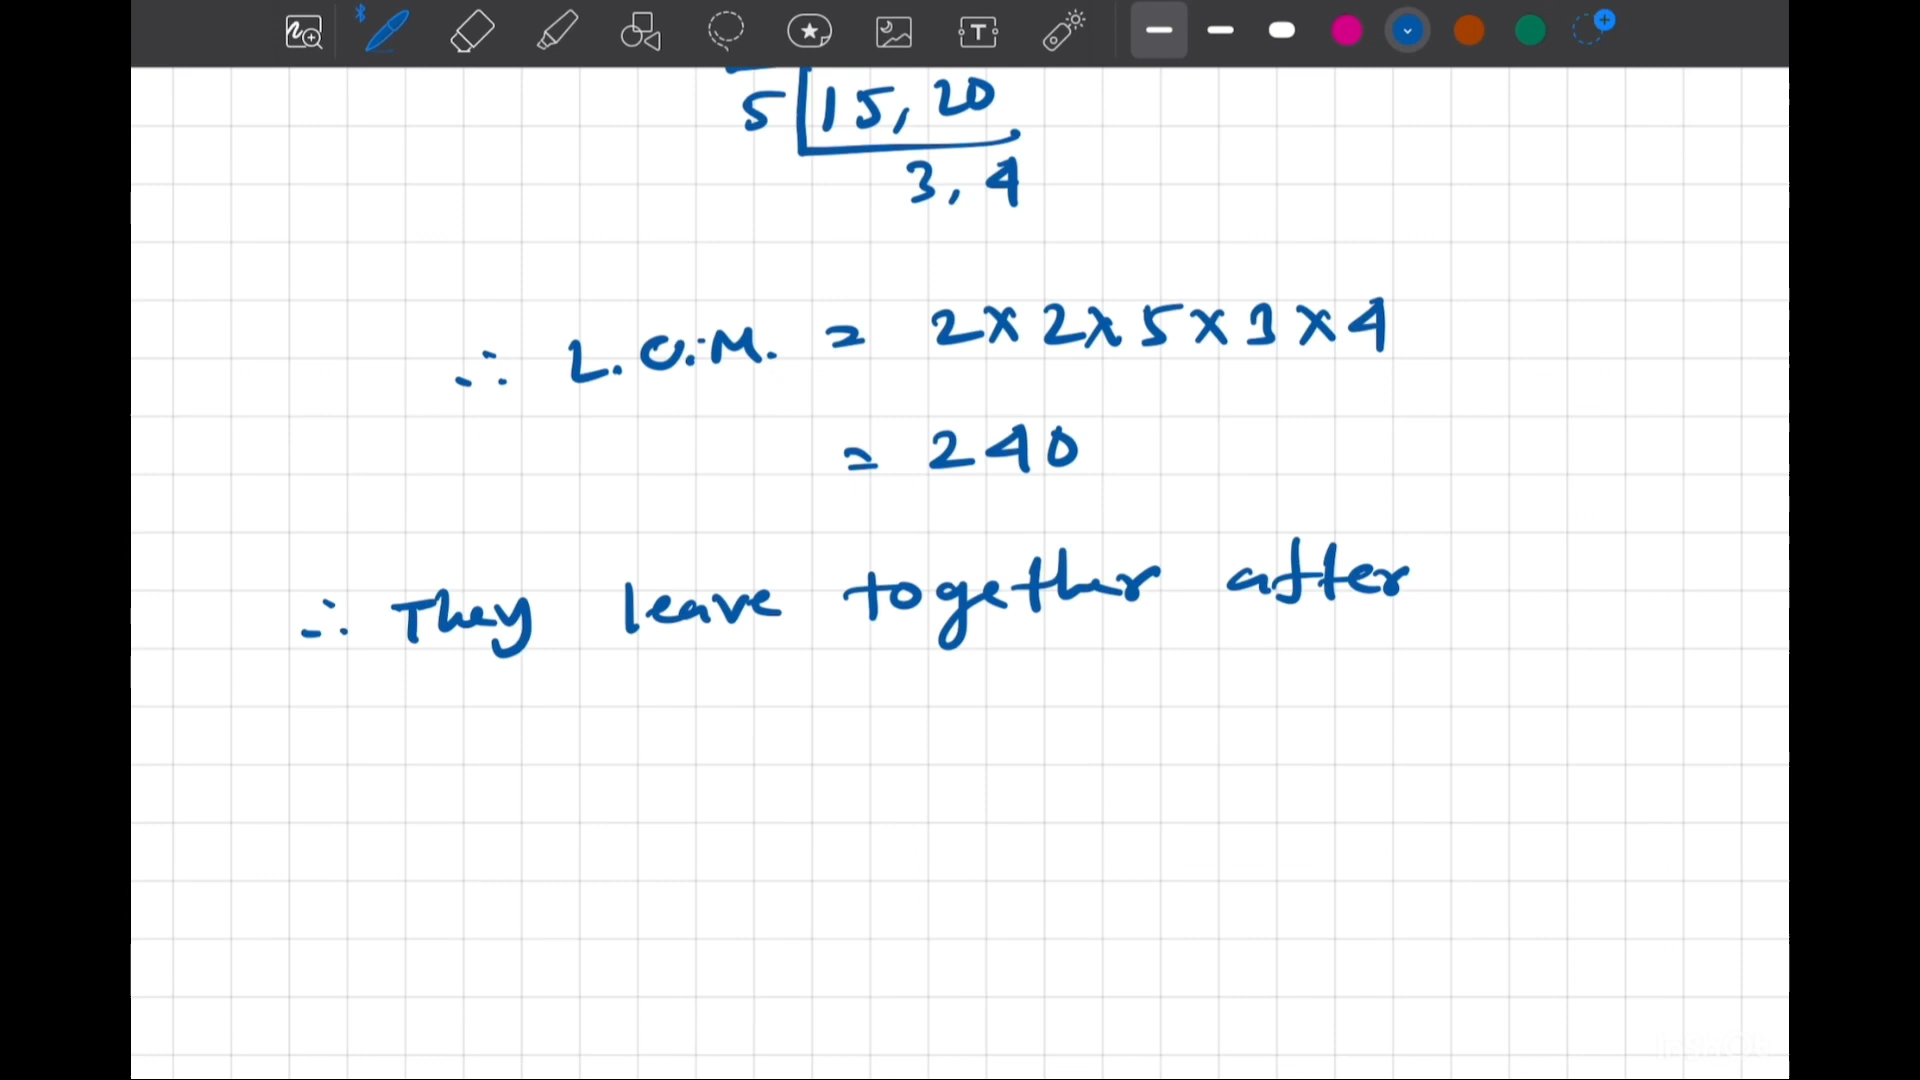 5 | 15, 20
3, 4
∴ L.C.M. = 2 × 2 × 5 × 3 × 4
= 240
∴ They leave together after